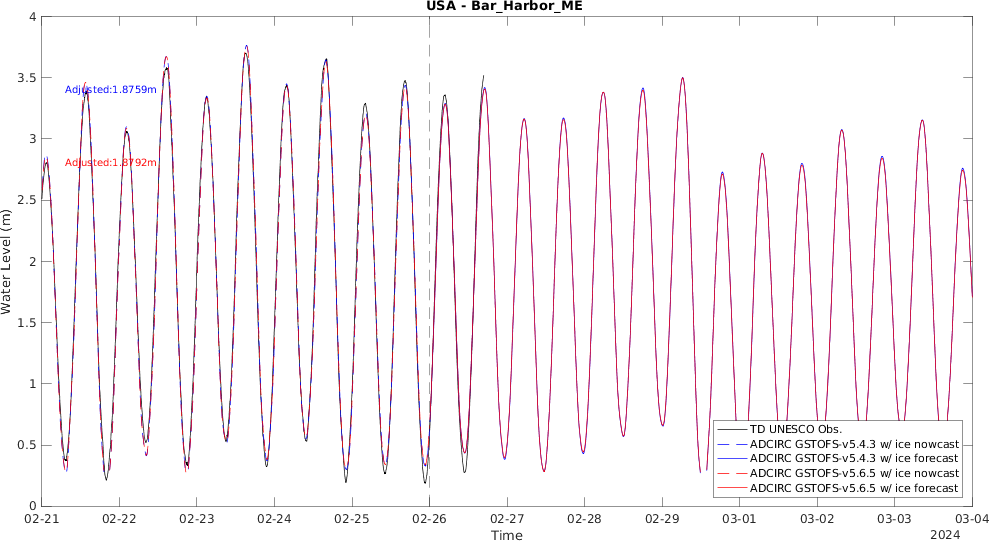 USA - Bar_Harbor_ME
4
3.5
3
2.5
2
1.5
1
0.5
0
Water Level (m)
Adjusted:1.8759m
Adjusted:1.8792m
TD UNESCO Obs.
ADCIRC GSTOFS-v5.4.3 w/ ice nowcast
ADCIRC GSTOFS-v5.4.3 w/ ice forecast
ADCIRC GSTOFS-v5.6.5 w/ ice nowcast
ADCIRC GSTOFS-v5.6.5 w/ ice forecast
02-21 02-22 02-23 02-24 02-25 02-26 02-27 02-28 02-29 03-01 03-02 03-03 03-04
Time
2024